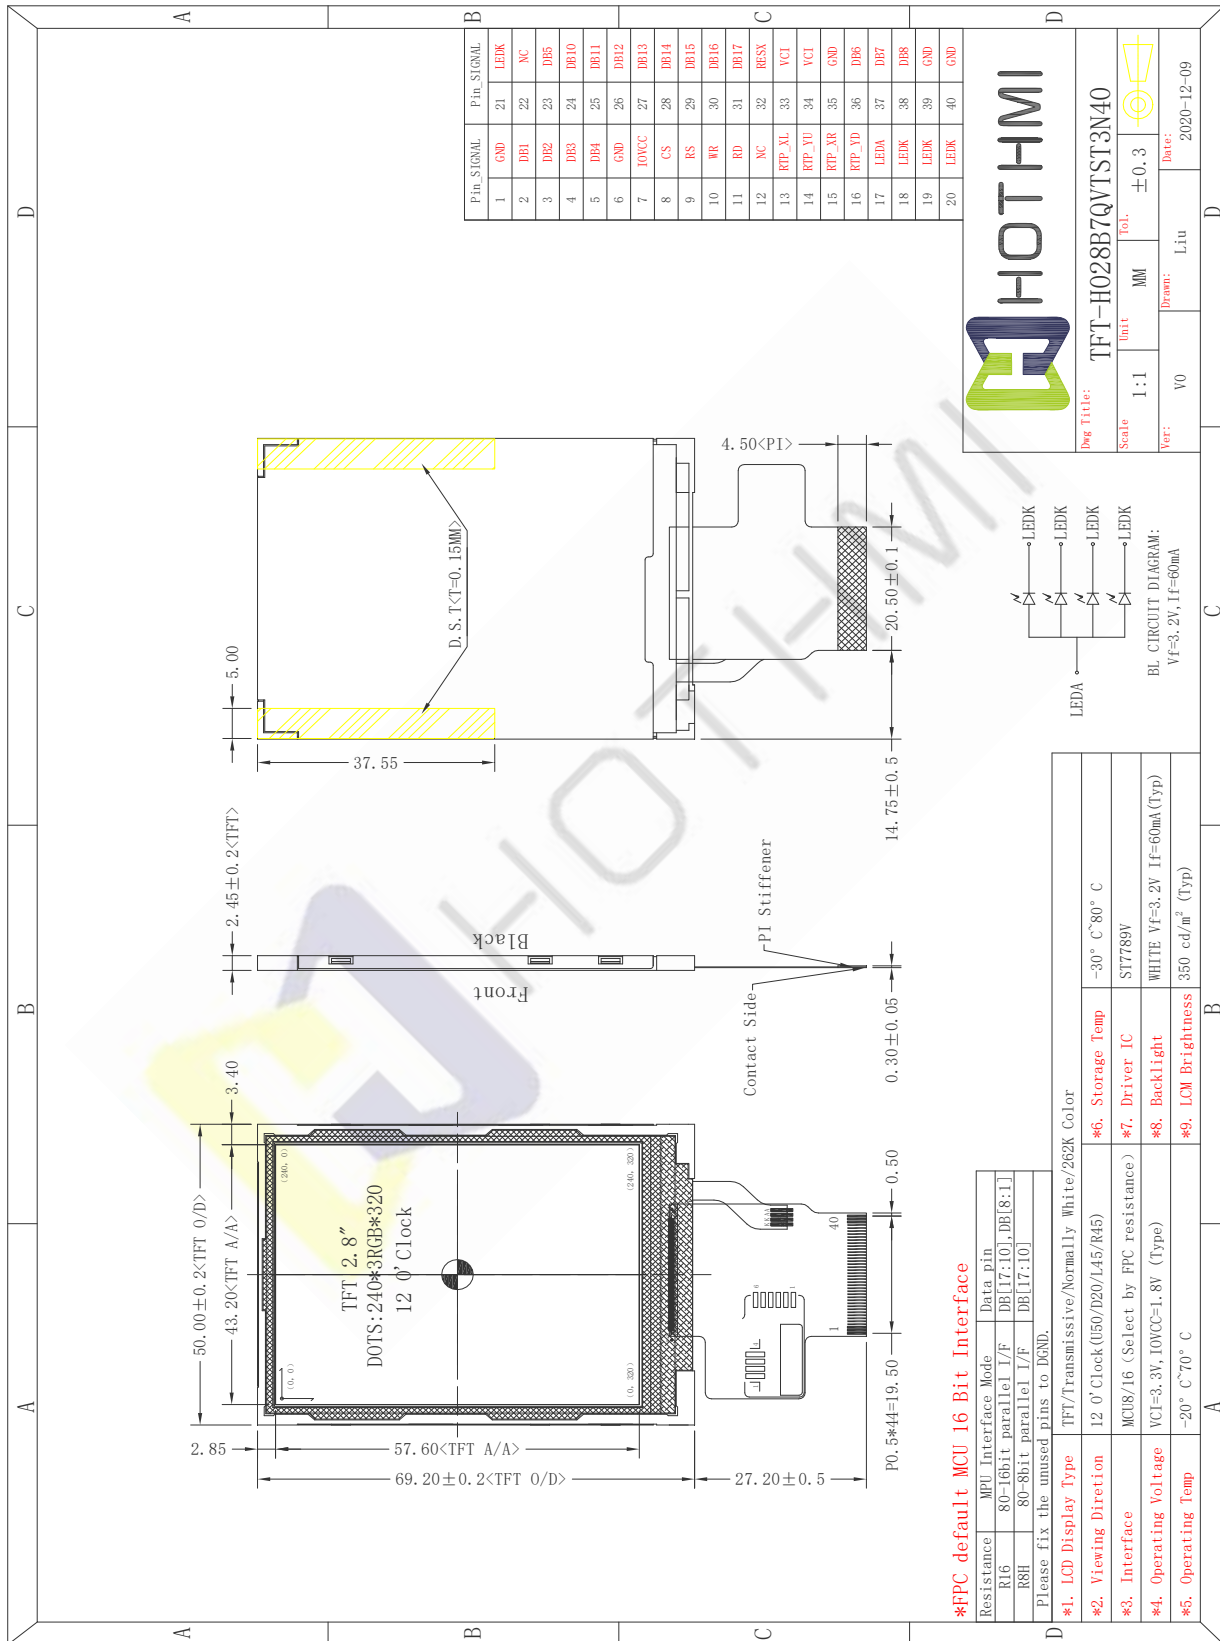 A
B
C
D
A
B
C
D
50.00±0.2<TFT O/D>
43.20<TFT A/A>
3.40
2.85
57.60<TFT A/A>
69.20±0.2<TFT O/D>
27.20±0.5
P0.5*44=19.50
0.50
(0, 0)
(240, 0)
(0, 320)
(240, 320)
TFT 2.8"
DOTS:240*3RGB*320
12 O'Clock
KKAA
1
40
2.45±0.2<TFT>
Front
Black
Contact Side
PI Stiffener
0.30±0.05
5.00
37.55
D.S.T<T=0.15MM>
4.50<PI>
20.50±0.1
14.75±0.5
HOTHMI
Pin_SIGNAL Pin_SIGNAL
1 GND 21 LEDK
2 DB1 22 NC
3 DB2 23 DB5
4 DB3 24 DB10
5 DB4 25 DB11
6 GND 26 DB12
7 IOVCC 27 DB13
8 CS 28 DB14
9 RS 29 DB15
10 WR 30 DB16
11 RD 31 DB17
12 NC 32 RESX
13 RTP_XL 33 VCI
14 RTP_YU 34 VCI
15 RTP_XR 35 GND
16 RTP_YD 36 DB6
17 LEDA 37 DB7
18 LEDK 38 DB8
19 LEDK 39 GND
20 LEDK 40 GND
*FPC default MCU 16 Bit Interface
Resistance MPU Interface Mode Data pin
R16 80-16bit parallel I/F DB[17:10],DB[8:1]
R8H 80-8bit parallel I/F DB[17:10]
Please fix the unused pins to DGND.
*1. LCD Display Type TFT/Transmissive/Normally White/262K Color
*2. Viewing Diretion 12 O'Clock(U50/D20/L45/R45) *6. Storage Temp -30° C~80° C
*3. Interface MCU8/16 (Select by FPC resistance) *7. Driver IC ST7789V
*4. Operating Voltage VCI=3.3V,IOVCC=1.8V (Type) *8. Backlight WHITE Vf=3.2V If=60mA(Typ)
*5. Operating Temp -20° C~70° C *9. LCM Brightness 350 cd/m² (Typ)
LEDA
LEDK
LEDK
LEDK
LEDK
BL CIRCUIT DIAGRAM:
Vf=3.2V,If=60mA
HOTHMI
Dwg Title: TFT-H028B7QVTST3N40
Scale 1:1 Unit MM Tol. ±0.3
Ver: V0 Drawn: Liu Date: 2020-12-09
A
B
C
D
A
B
C
D